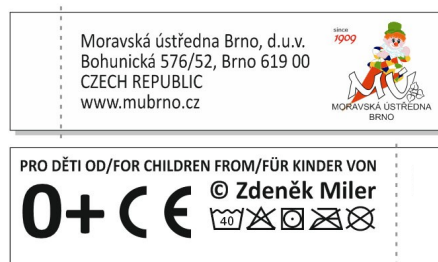 Moravská ústředna Brno, d.u.v.
Bohunická 576/52, Brno 619 00
CZECH REPUBLIC
www.mubrno.cz
since
1909
MÚ
MORAVSKÁ ÚSTŘEDNA
BRNO
PRO DĚTI OD/FOR CHILDREN FROM/FÜR KINDER VON
0+ CE
© Zdeněk Miler
40